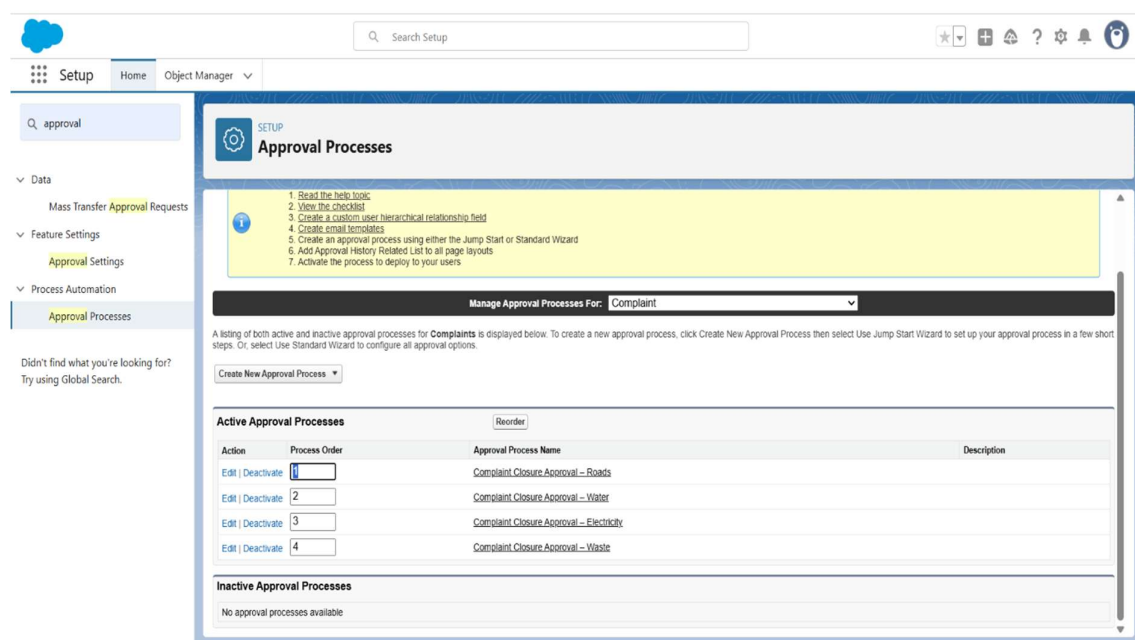 Search Setup
Setup
Home
Object Manager
approval
Data
Mass Transfer Approval Requests
Feature Settings
Approval Settings
Process Automation
Approval Processes
Didn't find what you're looking for?
Try using Global Search.
SETUP
Approval Processes
1. Read the help topic
2. View the checklist
3. Create a custom user hierarchical relationship field
4. Create email templates
5. Create an approval process using either the Jump Start or Standard Wizard
6. Add Approval History Related List to all page layouts
7. Activate the process to deploy to your users
Manage Approval Processes For: Complaint
A listing of both active and inactive approval processes for Complaints is displayed below. To create a new approval process, click Create New Approval Process then select Use Jump Start Wizard to set up your approval process in a few short
steps. Or, select Use Standard Wizard to configure all approval options.
Create New Approval Process
Active Approval Processes Reorder
Action Process Order Approval Process Name Description
Edit | Deactivate 1 Complaint Closure Approval – Roads
Edit | Deactivate 2 Complaint Closure Approval – Water
Edit | Deactivate 3 Complaint Closure Approval – Electricity
Edit | Deactivate 4 Complaint Closure Approval – Waste
Inactive Approval Processes
No approval processes available